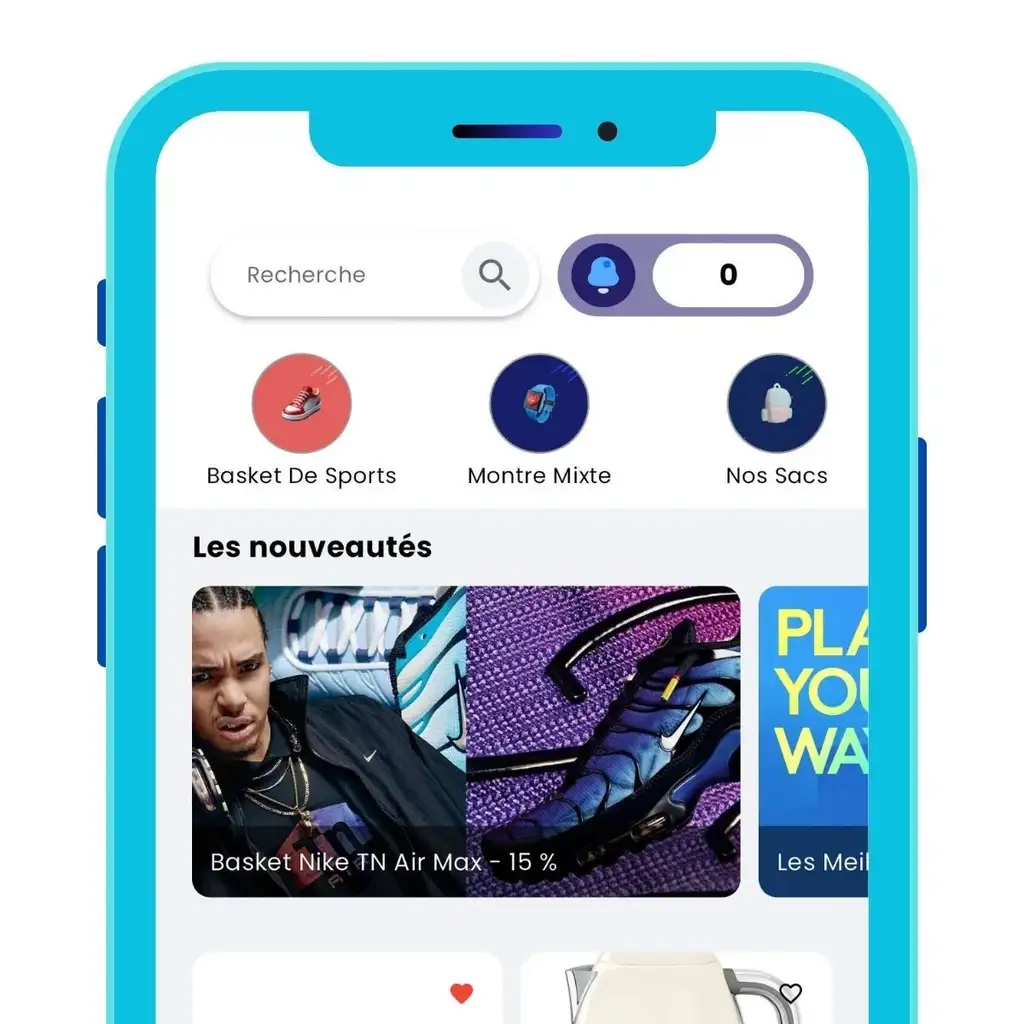 Recherche
0
Basket De Sports
Montre Mixte
Nos Sacs
Les nouveautés
PLA
YOU
WAY
Basket Nike TN Air Max - 15 %
Les Meil